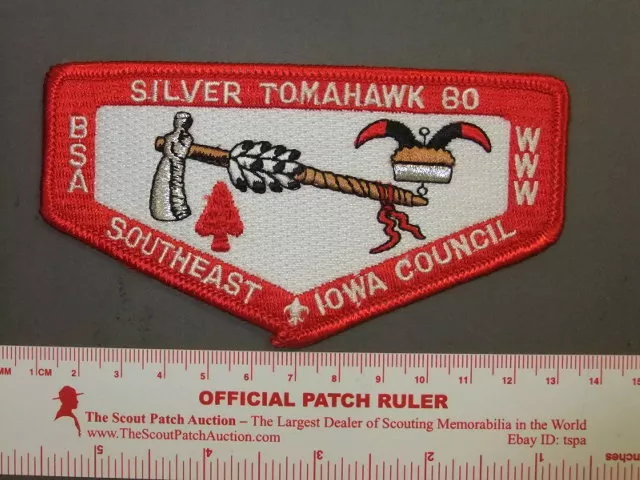 SILVER TOMAHAWK 80
BSA
WWW
SOUTHEAST IOWA COUNCIL
MM 1 CM 2 3 4 5 6 7 8 9 10 11 12 13 14 15
OFFICIAL PATCH RULER
The Scout Patch Auction – The Largest Dealer of Scouting Memorabilia in the World
www.TheScoutPatchAuction.com
Ebay ID: tspa
5 4 3 2 1 inches